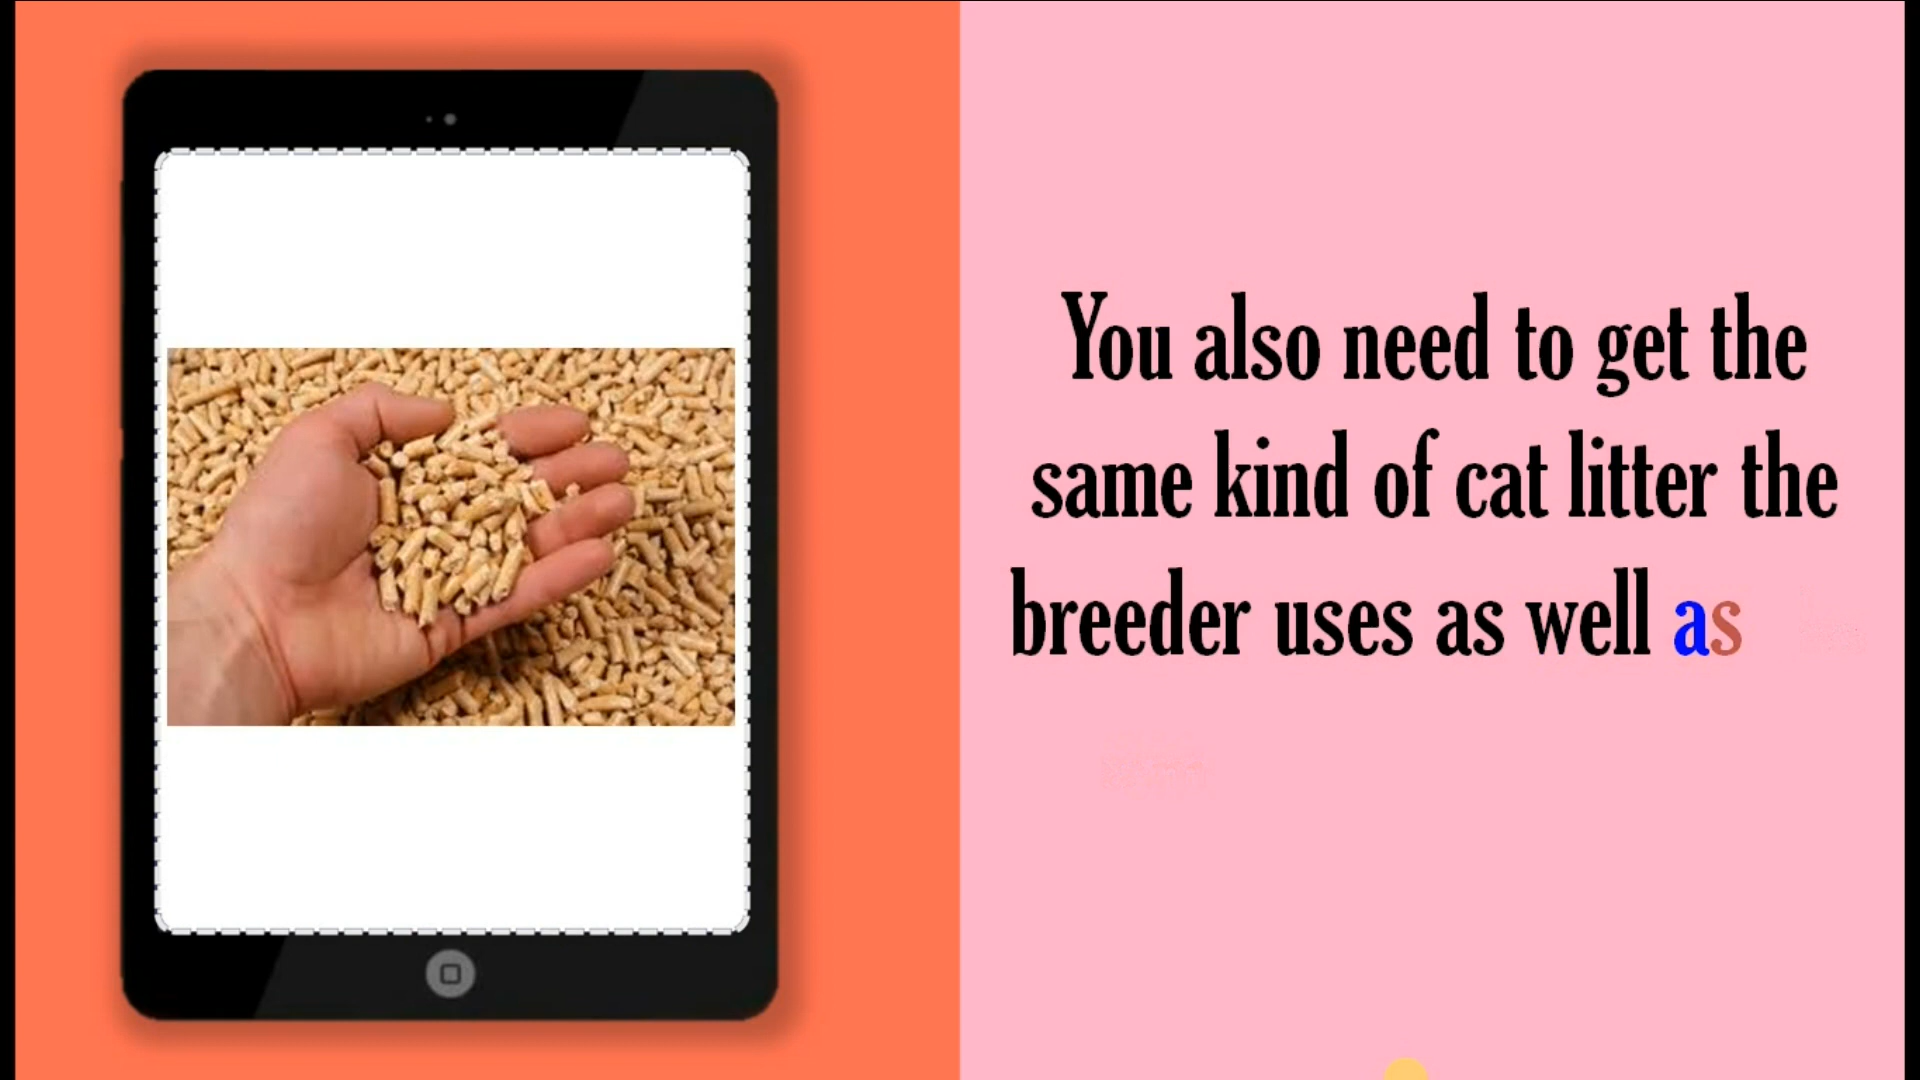 You also need to get the
same kind of cat litter the
breeder uses as well as